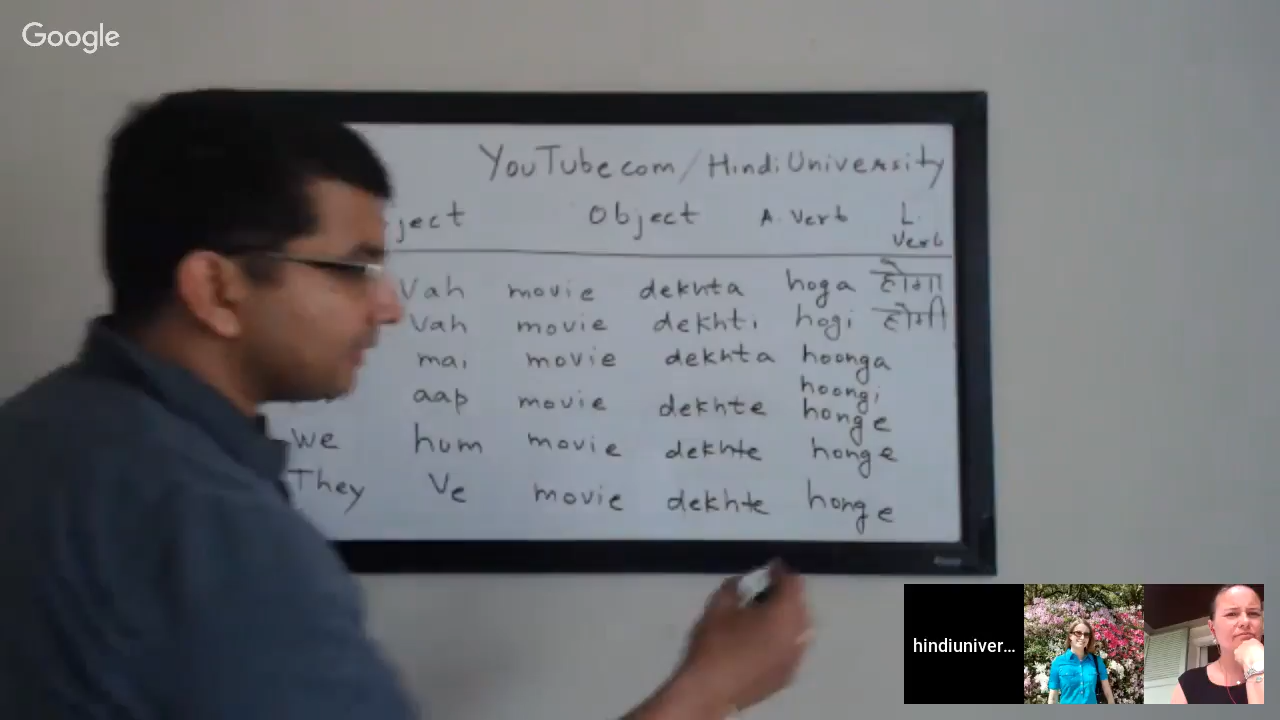 Google
YouTube.com/HindiUniversity
ject Object A. Verb L. Verb
Vah movie dekhta hoga होगा
Vah movie dekhti hogi होगी
mai movie dekhta hoonga
hoongi
aap movie dekhte honge
We hum movie dekhte honge
They Ve movie dekhte honge
hindiuniver...